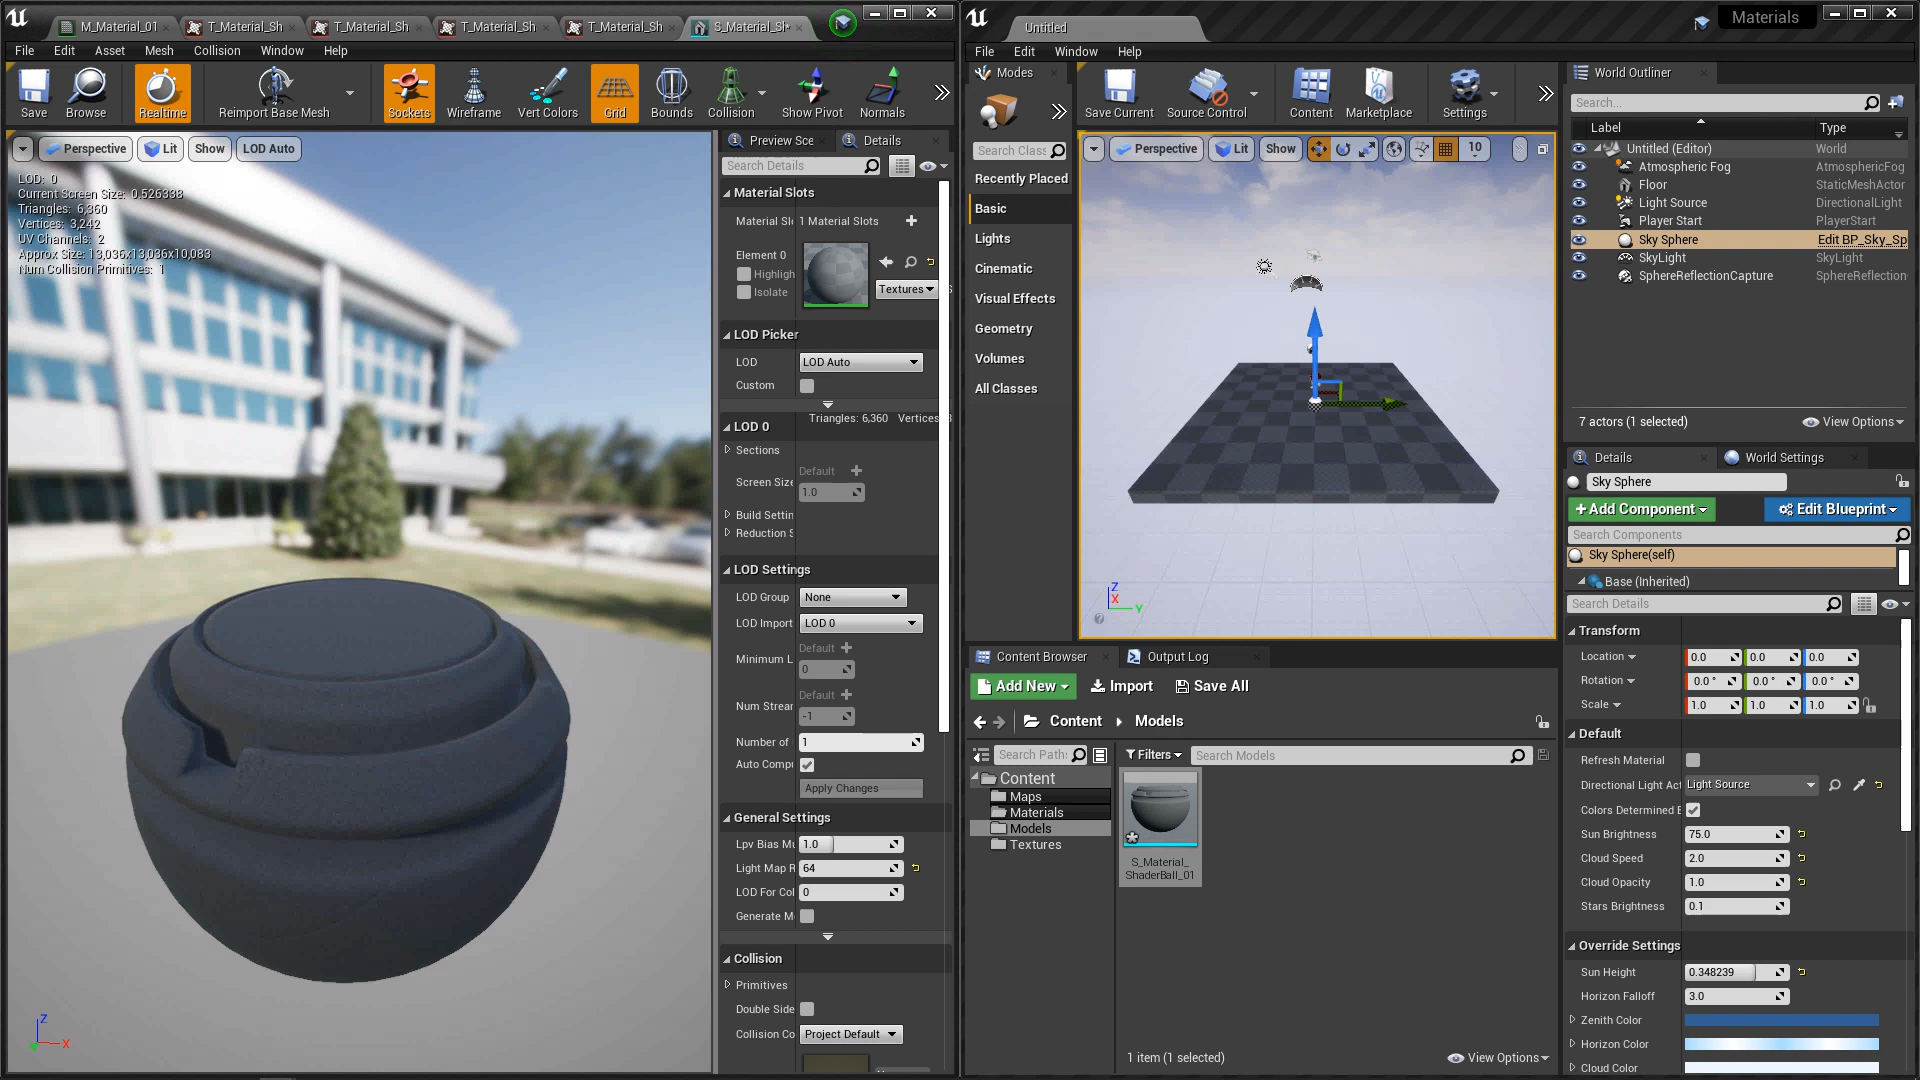 M_Material_01
T_Material_Sh
T_Material_Sh
T_Material_Sh
T_Material_Sh
S_Material_Sh*
File Edit Asset Mesh Collision Window Help
Save
Browse
Realtime
Reimport Base Mesh
Sockets
Wireframe
Vert Colors
Grid
Bounds
Collision
Show Pivot
Normals
Perspective
Lit
Show
LOD Auto
LOD: 0
Current Screen Size: 0.526338
Triangles: 6,360
Vertices: 3,242
UV Channels: 2
Approx Size: 13,036x13,036x10,083
Num Collision Primitives: 1
Z
X
Preview Sce
Details
Search Details
Material Slots
Material Slo
1 Material Slots
Element 0
Highligh
Isolate
Textures
LOD Picker
LOD
LOD Auto
Custom
LOD 0
Triangles: 6,360 Vertices
Sections
Default
Screen Size
1.0
Build Settin
Reduction S
LOD Settings
LOD Group
None
LOD Import
LOD 0
Default
Minimum L
0
Default
Num Strear
-1
Number of
1
Auto Compu
Apply Changes
General Settings
Lpv Bias Mu
1.0
Light Map R
64
LOD For Col
0
Generate M
Collision
Primitives
Double Side
Collision Co
Project Default
Untitled
Materials
File Edit Window Help
Modes
Search Class
Recently Placed
Basic
Lights
Cinematic
Visual Effects
Geometry
Volumes
All Classes
Save Current
Source Control
Content
Marketplace
Settings
Perspective
Lit
Show
10
Z
X
Y
Content Browser
Output Log
Add New
Import
Save All
Content
Models
Search Paths
Filters
Search Models
Content
Maps
Materials
Models
Textures
S_Material_
ShaderBall_01
1 item (1 selected)
View Options
World Outliner
Search...
Label
Type
Untitled (Editor)
World
Atmospheric Fog
AtmosphericFog
Floor
StaticMeshActor
Light Source
DirectionalLight
Player Start
PlayerStart
Sky Sphere
Edit BP_Sky_Sp
SkyLight
SkyLight
SphereReflectionCapture
SphereReflection
7 actors (1 selected)
View Options
Details
World Settings
Sky Sphere
+Add Component
Edit Blueprint
Search Components
Sky Sphere(self)
Base (Inherited)
Search Details
Transform
Location
0.0
0.0
0.0
Rotation
0.0 °
0.0 °
0.0 °
Scale
1.0
1.0
1.0
Default
Refresh Material
Directional Light Act
Light Source
Colors Determined B
Sun Brightness
75.0
Cloud Speed
2.0
Cloud Opacity
1.0
Stars Brightness
0.1
Override Settings
Sun Height
0.348239
Horizon Falloff
3.0
Zenith Color
Horizon Color
Cloud Color